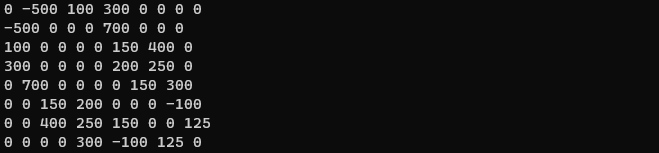 0 -500 100 300 0 0 0 0
-500 0 0 0 700 0 0 0
100 0 0 0 0 150 400 0
300 0 0 0 0 200 250 0
0 700 0 0 0 0 150 300
0 0 150 200 0 0 0 -100
0 0 400 250 150 0 0 125
0 0 0 0 300 -100 125 0